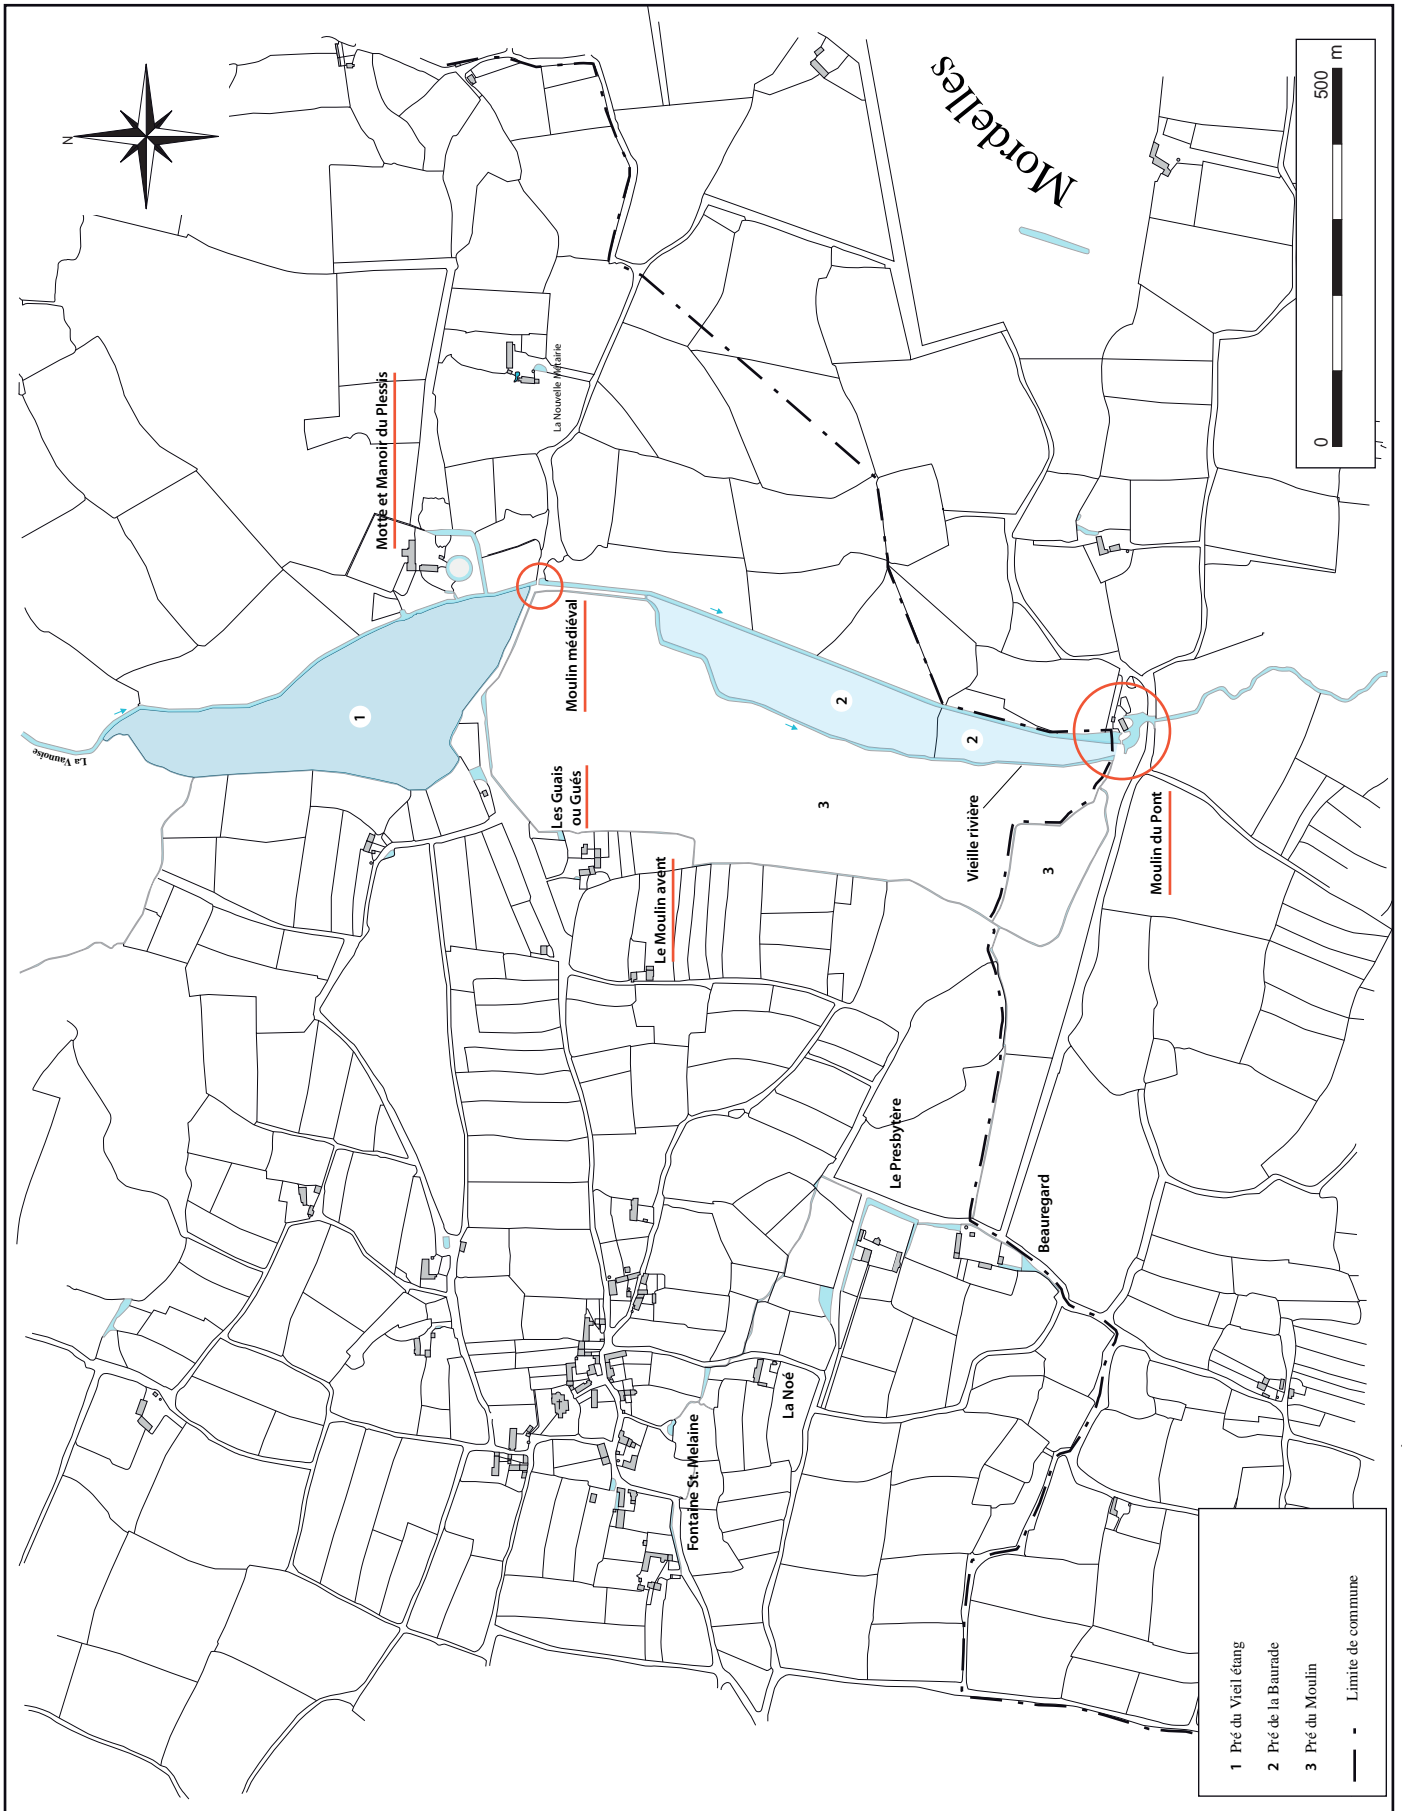 N
Mordelles
0
500
m
La Vaunoise
Motte et Manoir du Plessis
La Nouvelle Métairie
1
Moulin médiéval
Les Guais
ou Gués
Le Moulin avent
2
2
3
Vieille rivière
3
Moulin du Pont
Le Presbytère
Beauregard
La Noé
Fontaine St. Melaine
1 Pré du Vieil étang
2 Pré de la Baurade
3 Pré du Moulin
Limite de commune